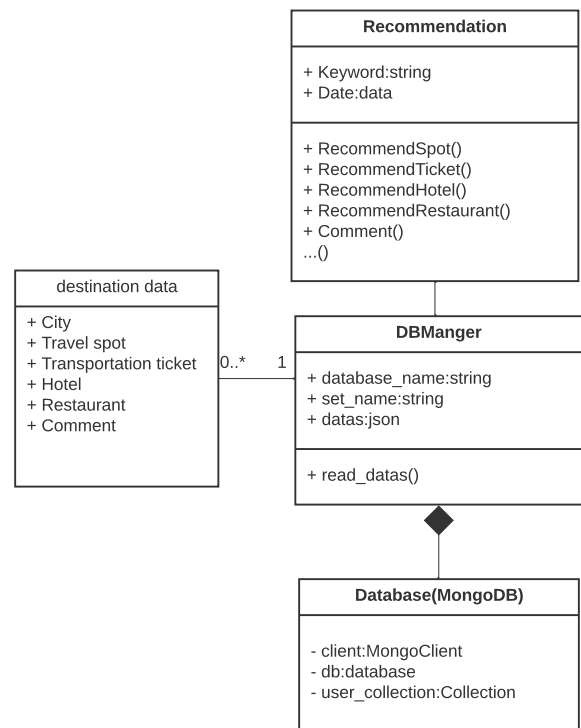 Recommendation
+ Keyword:string
+ Date:data
+ RecommendSpot()
+ RecommendTicket()
+ RecommendHotel()
+ RecommendRestaurant()
+ Comment()
...()
destination data
+ City
+ Travel spot
+ Transportation ticket
+ Hotel
+ Restaurant
+ Comment
0..* 1
DBManger
+ database_name:string
+ set_name:string
+ datas:json
+ read_datas()
Database(MongoDB)
- client:MongoClient
- db:database
- user_collection:Collection